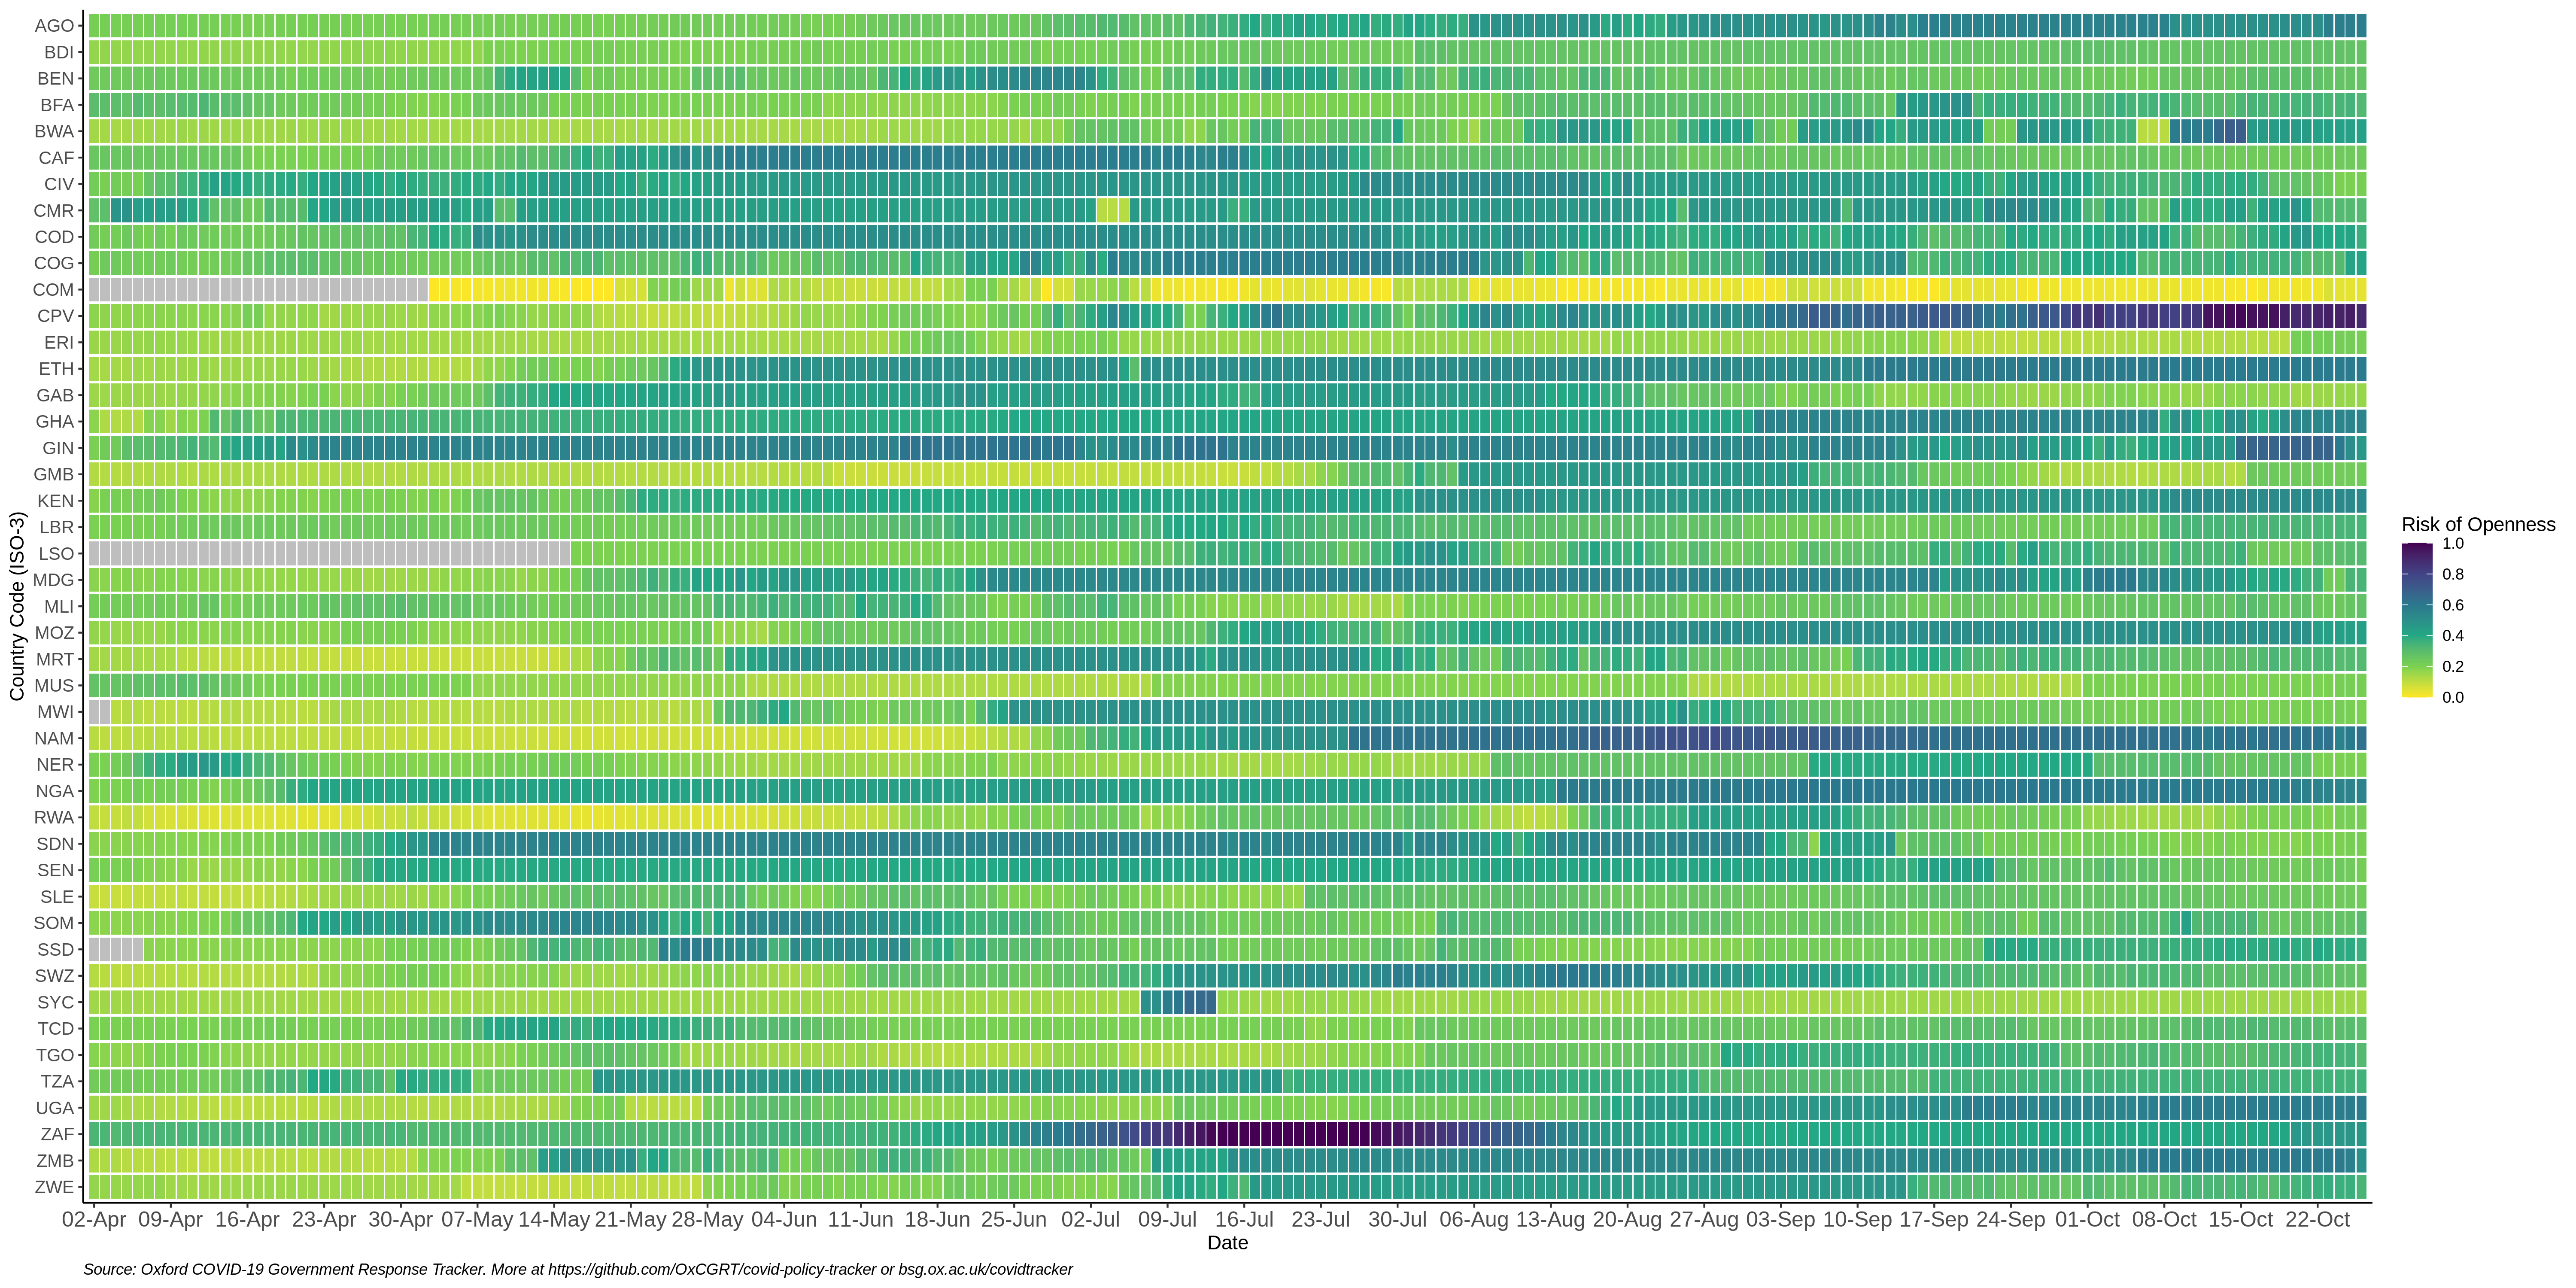 AGO
BDI
BEN
BFA
BWA
CAF
CIV
CMR
COD
COG
COM
CPV
ERI
ETH
GAB
GHA
GIN
GMB
KEN
LBR
LSO
MDG
MLI
MOZ
MRT
MUS
MWI
NAM
NER
NGA
RWA
SDN
SEN
SLE
SOM
SSD
SWZ
SYC
TCD
TGO
TZA
UGA
ZAF
ZMB
ZWE
Country Code (ISO-3)
02-Apr 09-Apr 16-Apr 23-Apr 30-Apr 07-May 14-May 21-May 28-May 04-Jun 11-Jun 18-Jun 25-Jun 02-Jul 09-Jul 16-Jul 23-Jul 30-Jul 06-Aug 13-Aug 20-Aug 27-Aug 03-Sep 10-Sep 17-Sep 24-Sep 01-Oct 08-Oct 15-Oct 22-Oct
Date
Risk of Openness
1.0
0.8
0.6
0.4
0.2
0.0
Source: Oxford COVID-19 Government Response Tracker. More at https://github.com/OxCGRT/covid-policy-tracker or bsg.ox.ac.uk/covidtracker